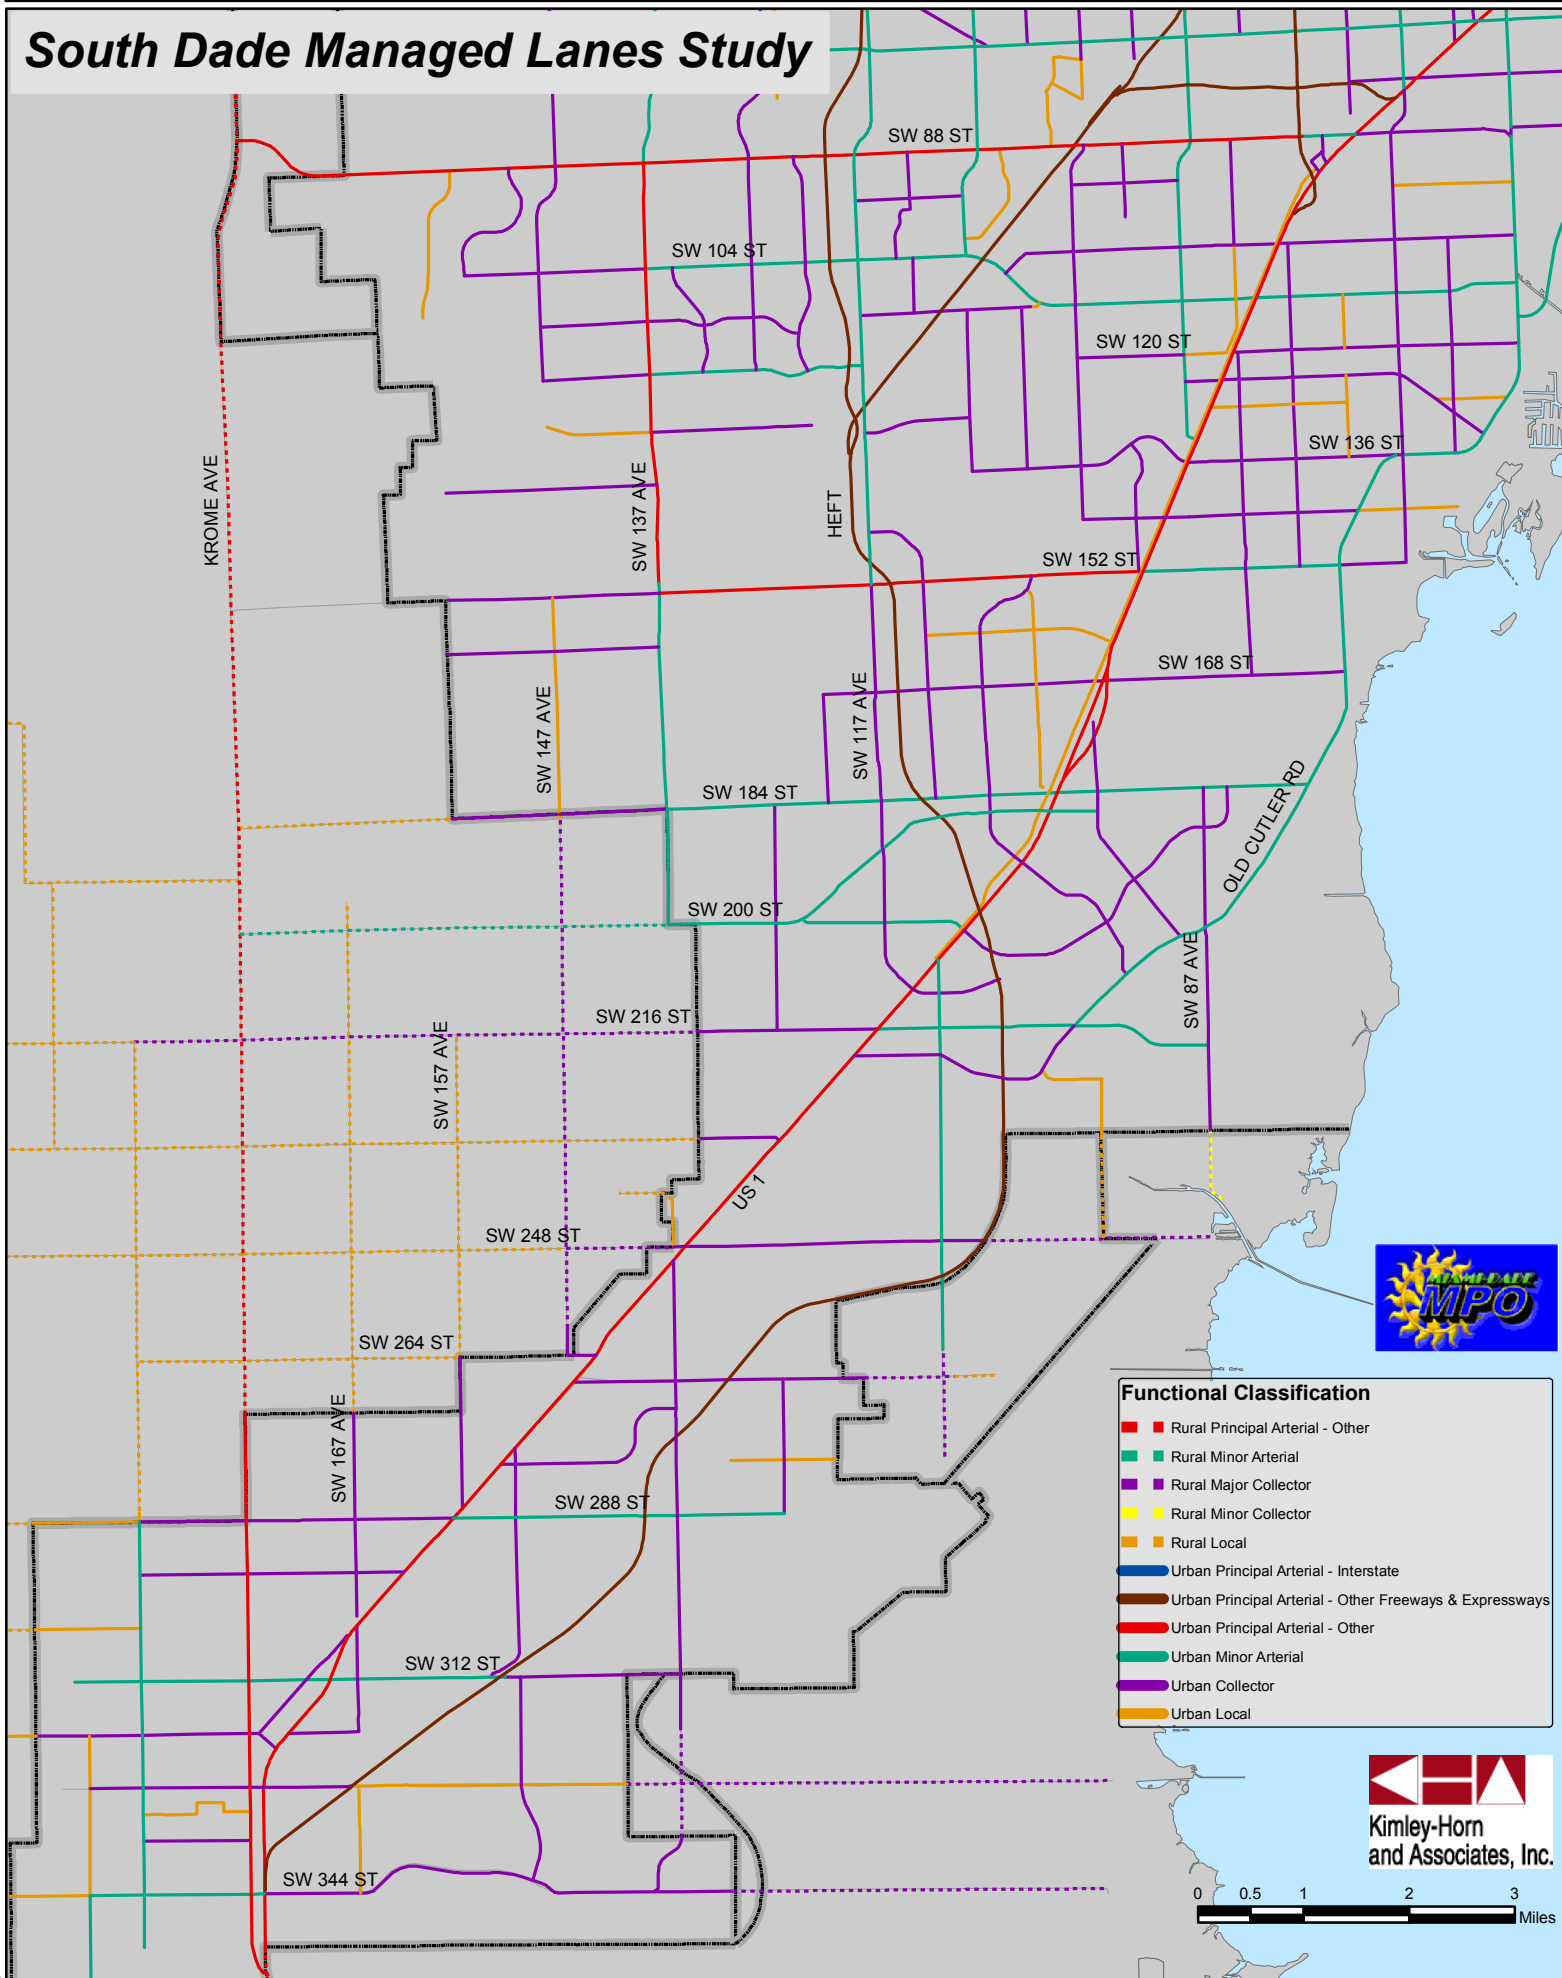 South Dade Managed Lanes Study
SW 88 ST
SW 104 ST
SW 120 ST
SW 136 ST
KROME AVE
SW 137 AVE
HEFT
SW 152 ST
SW 168 ST
SW 147 AVE
SW 117 AVE
SW 184 ST
OLD CUTLER RD
SW 200 ST
SW 87 AVE
SW 216 ST
SW 157 AVE
US 1
SW 248 ST
SW 264 ST
SW 167 AVE
SW 288 ST
SW 312 ST
SW 344 ST
MIAMI-DADE
MPO
Functional Classification
Rural Principal Arterial - Other
Rural Minor Arterial
Rural Major Collector
Rural Minor Collector
Rural Local
Urban Principal Arterial - Interstate
Urban Principal Arterial - Other Freeways & Expressways
Urban Principal Arterial - Other
Urban Minor Arterial
Urban Collector
Urban Local
Kimley-Horn
and Associates, Inc.
0 0.5 1 2 3
Miles